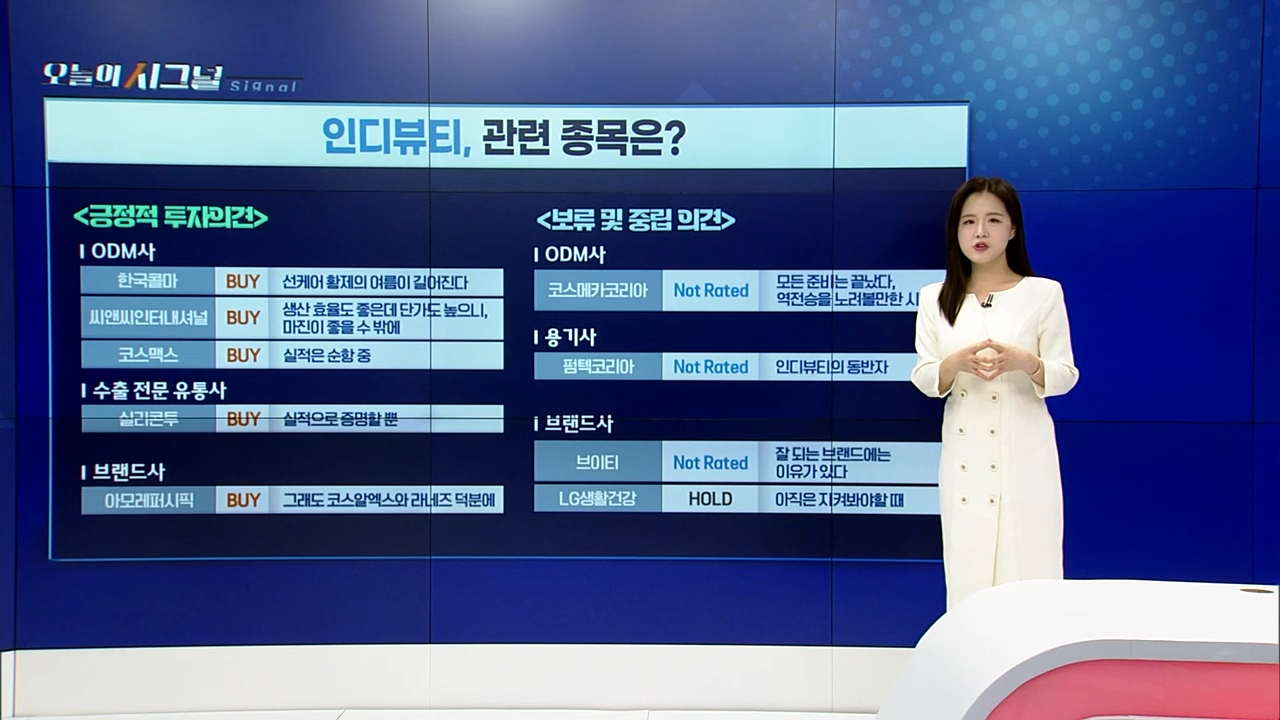 오늘의 시그널
Signal
인디뷰티, 관련 종목은?
<긍정적 투자의견>
ODM사
한국콜마 BUY 선케어 황제의 여름이 길어진다
씨앤씨인터내셔널 BUY 생산 효율도 좋은데 단가도 높으니,
마진이 좋을 수 밖에
코스맥스 BUY 실적은 순항 중
수출 전문 유통사
실리콘투 BUY 실적으로 증명할 뿐
브랜드사
아모레퍼시픽 BUY 그래도 코스알엑스와 라네즈 덕분에
<보류 및 중립 의견>
ODM사
코스메카코리아 Not Rated 모든 준비는 끝났다,
역전승을 노려볼만한 시
용기사
펌텍코리아 Not Rated 인디뷰티의 동반자
브랜드사
브이티 Not Rated 잘 되는 브랜드에는
이유가 있다
LG생활건강 HOLD 아직은 지켜봐야할 때